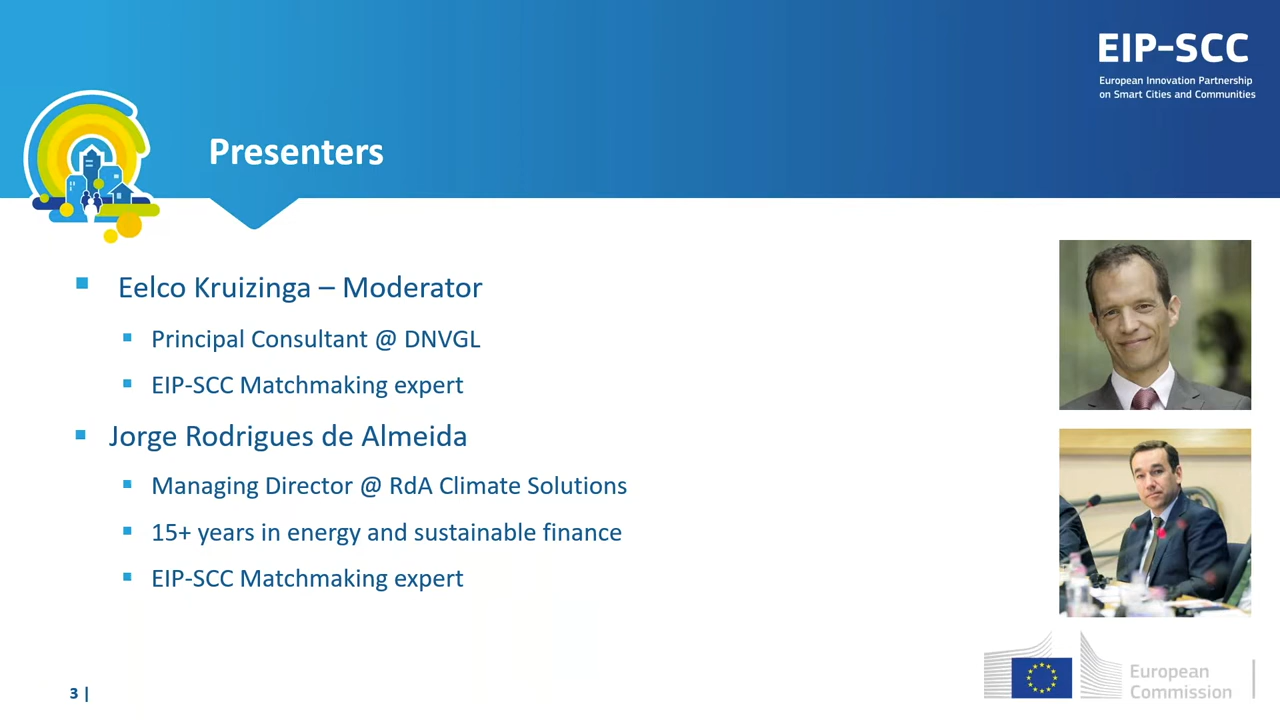 EIP-SCC
European Innovation Partnership
on Smart Cities and Communities
Presenters
Eelco Kruizinga – Moderator
Principal Consultant @ DNVGL
EIP-SCC Matchmaking expert
Jorge Rodrigues de Almeida
Managing Director @ RdA Climate Solutions
15+ years in energy and sustainable finance
EIP-SCC Matchmaking expert
3 |
European
Commission